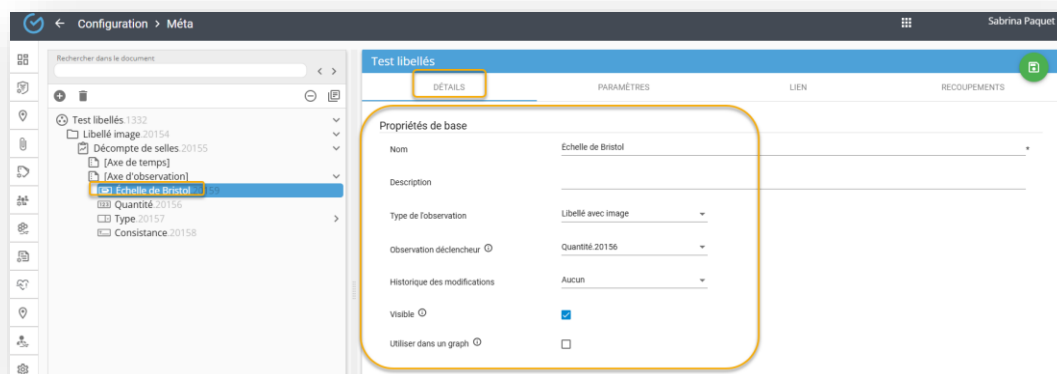 Configuration > Méta
Sabrina Paquet
Rechercher dans le document
Test libellés.1332
Libellé image.20154
Décompte de selles.20155
[Axe de temps]
[Axe d'observation]
Échelle de Bristol.20159
Quantité.20156
Type.20157
Consistance.20158
Test libellés
DÉTAILS PARAMÈTRES LIEN RECOUPEMENTS
Propriétés de base
Nom Echelle de Bristol
Description
Type de l'observation Libellé avec image
Observation déclencheur Quantité.20156
Historique des modifications Aucun
Visible
Utiliser dans un graph